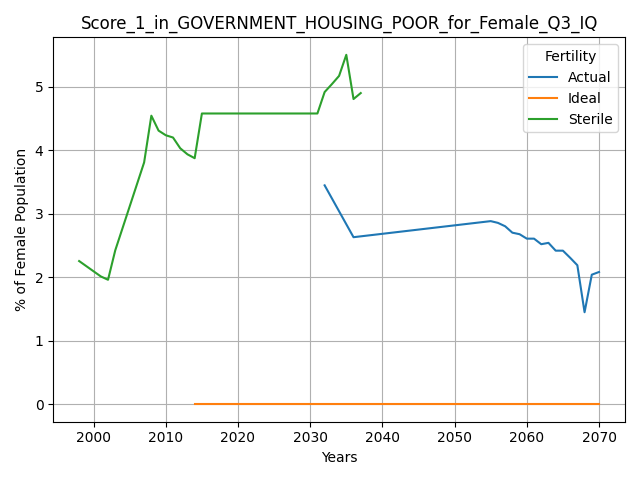 Score_1_in_GOVERNMENT_HOUSING_POOR_for_Female_Q3_IQ
Fertility
Actual
Ideal
Sterile
% of Female Population
5
4
3
2
1
0
2000 2010 2020 2030 2040 2050 2060 2070
Years